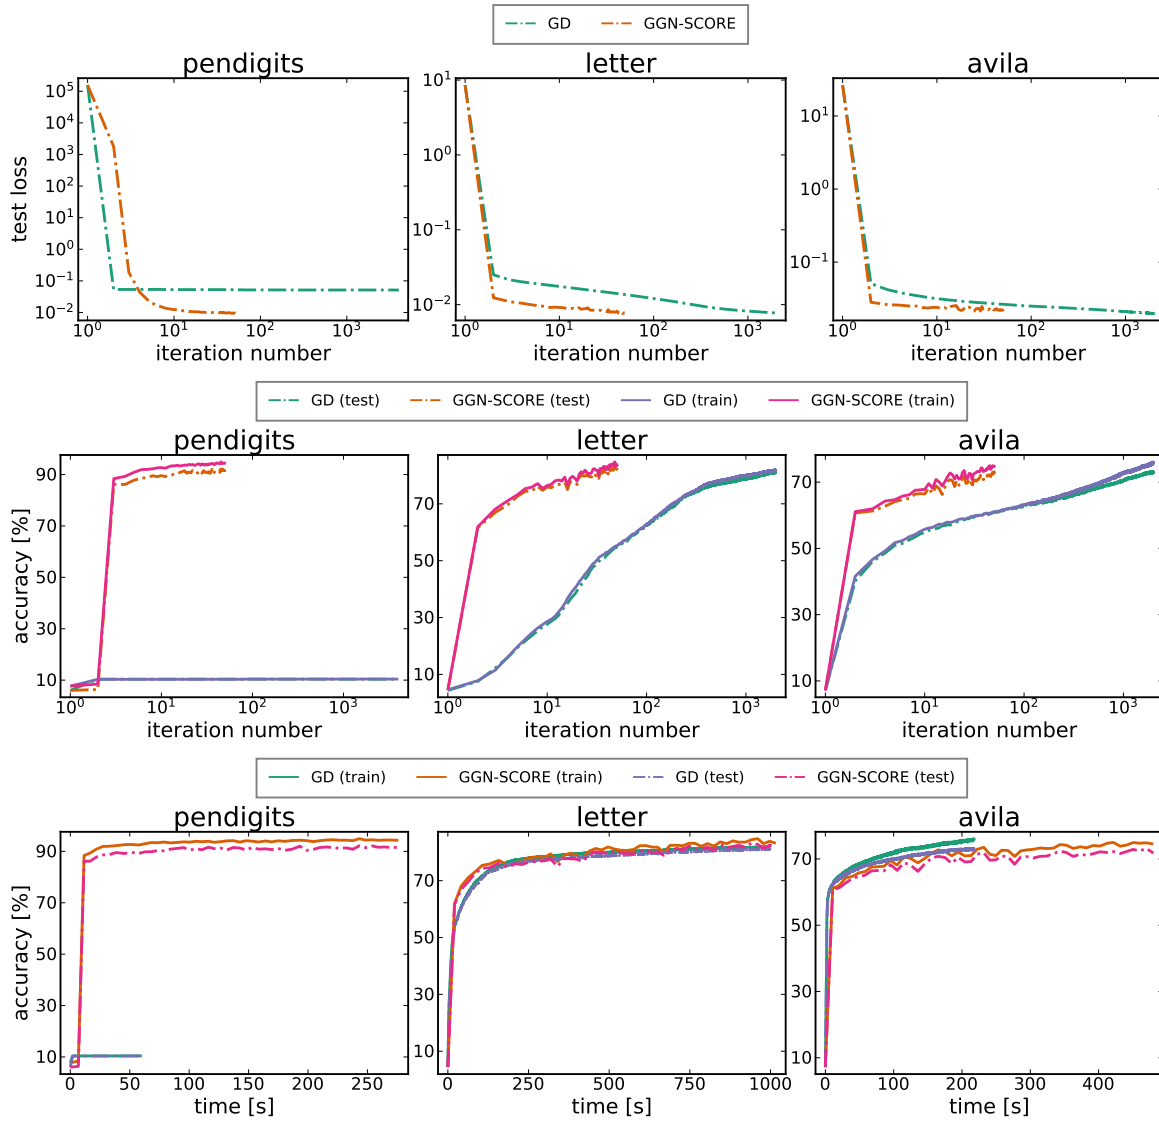 GD GGN-SCORE
pendigits letter avila
test loss
10^5
10^4
10^3
10^2
10^1
10^0
10^-1
10^-2
10^0 10^1 10^2 10^3
iteration number
10^1
10^0
10^-1
10^-2
10^0 10^1 10^2 10^3
iteration number
10^1
10^0
10^-1
10^0 10^1 10^2 10^3
iteration number
GD (test) GGN-SCORE (test) GD (train) GGN-SCORE (train)
pendigits letter avila
accuracy [%]
90
70
50
30
10
10^0 10^1 10^2 10^3
iteration number
70
50
30
10
10^0 10^1 10^2 10^3
iteration number
70
50
30
10
10^0 10^1 10^2 10^3
iteration number
GD (train) GGN-SCORE (train) GD (test) GGN-SCORE (test)
pendigits letter avila
accuracy [%]
90
70
50
30
10
0 50 100 150 200 250
time [s]
90
70
50
30
10
0 250 500 750 1000
time [s]
70
50
30
10
0 100 200 300 400
time [s]